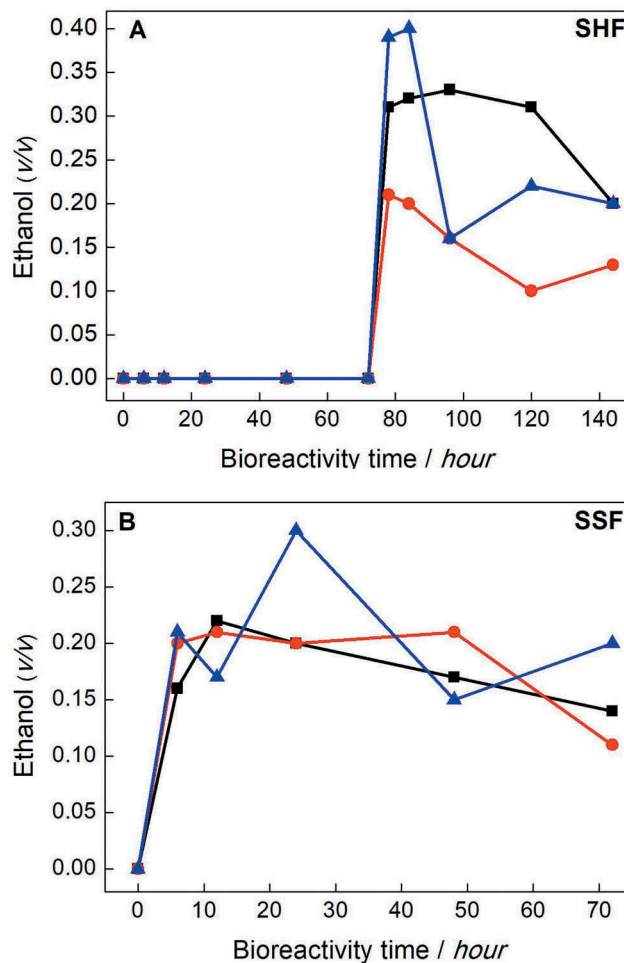 A
SHF
0.40
0.35
0.30
0.25
0.20
0.15
0.10
0.05
0.00
Ethanol (v/v)
0 20 40 60 80 100 120 140
Bioreactivity time / hour
B
SSF
0.30
0.25
0.20
0.15
0.10
0.05
0.00
Ethanol (v/v)
0 10 20 30 40 50 60 70
Bioreactivity time / hour